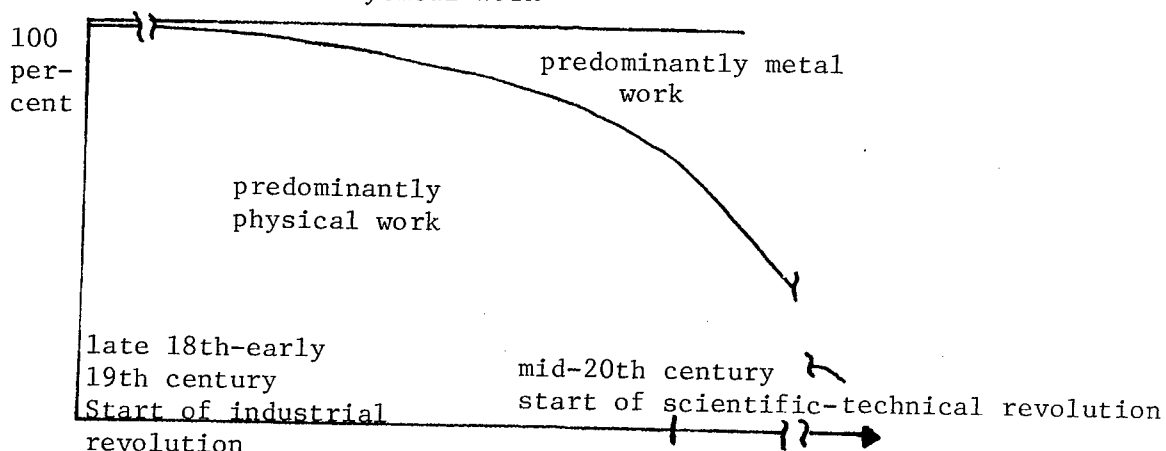 100
per-
cent
predominantly metal
work
predominantly
physical work
late 18th-early
19th century
Start of industrial
revolution
mid-20th century
start of scientific-technical revolution